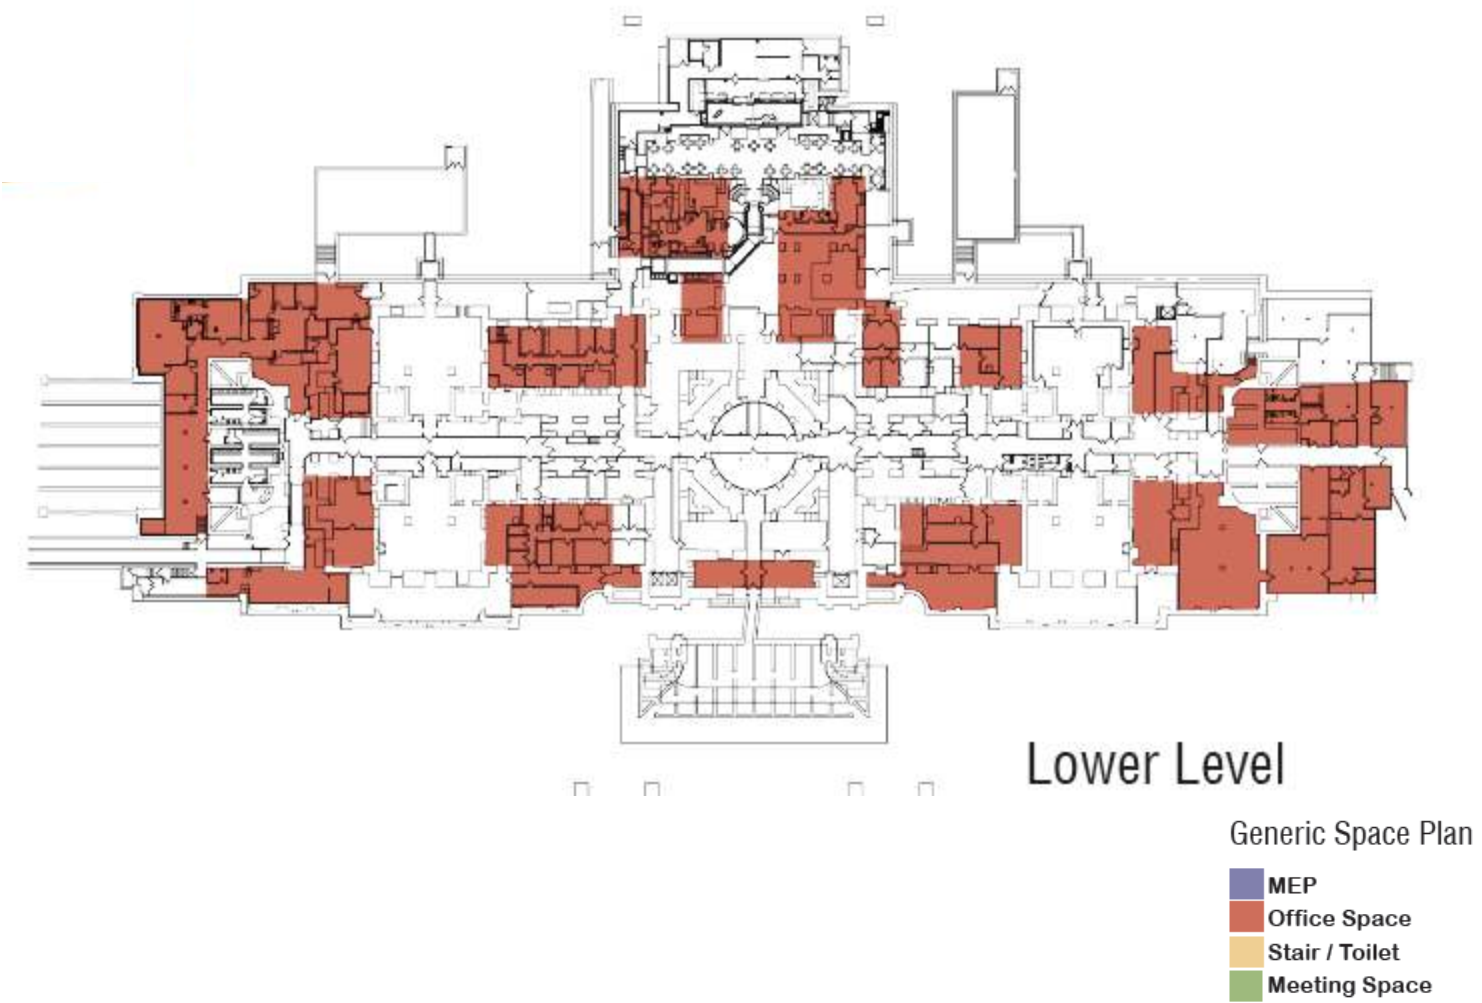 Lower Level
Generic Space Plan
MEP
Office Space
Stair / Toilet
Meeting Space